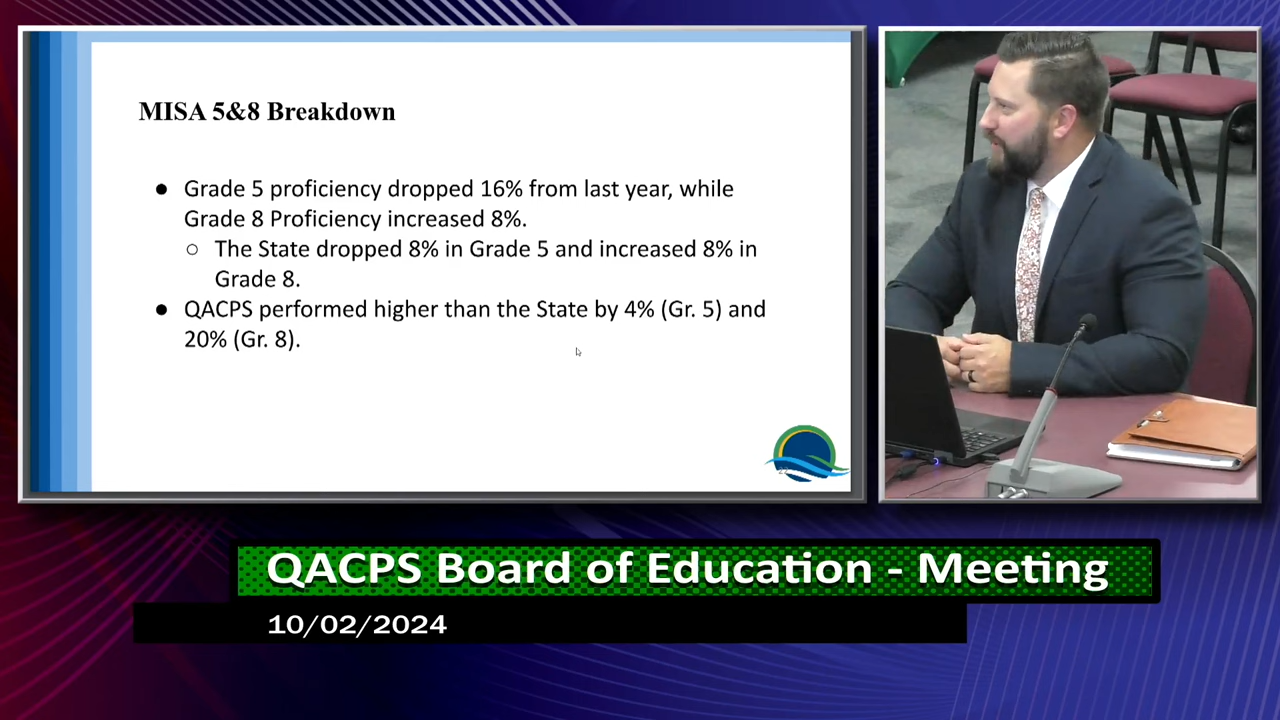 MISA 5&8 Breakdown
● Grade 5 proficiency dropped 16% from last year, while
Grade 8 Proficiency increased 8%.
○ The State dropped 8% in Grade 5 and increased 8% in
Grade 8.
● QACPS performed higher than the State by 4% (Gr. 5) and
20% (Gr. 8).
QACPS Board of Education - Meeting
10/02/2024